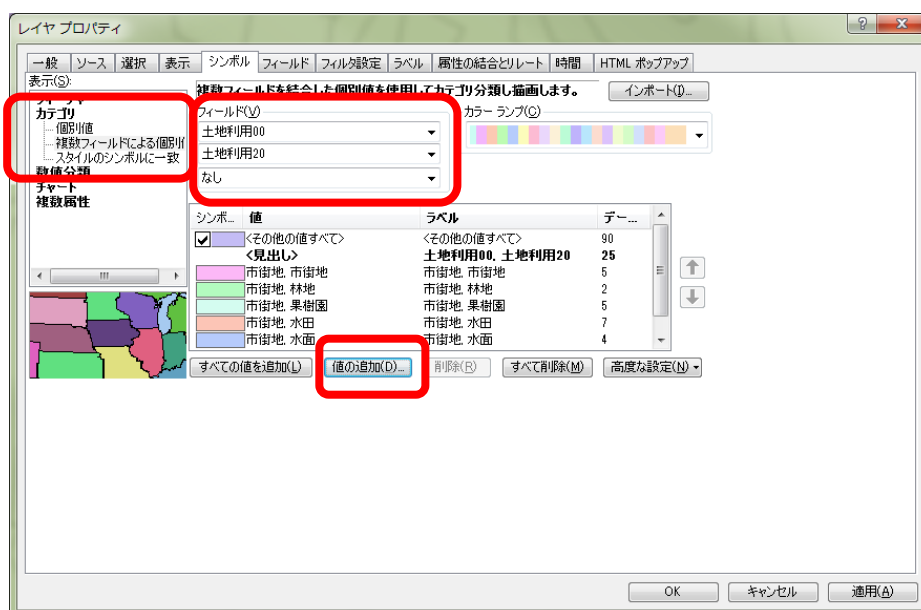 レイヤ プロパティ
一般 ソース 選択 表示 シンボル フィールド フィルタ設定 ラベル 属性の結合とリレート 時間 HTML ポップアップ
表示(S):
フィーチャ
カテゴリ
個別値
複数フィールドによる個別値
スタイルのシンボルに一致
数値分類
チャート
複数属性
複数フィールドを結合した個別値を使用してカテゴリ分類し描画します。
インポート(I)...
フィールド(V)
土地利用00
土地利用20
なし
カラー ランプ(C)
シンボ... 値 ラベル デー...
<その他の値すべて> <その他の値すべて> 90
<見出し> 土地利用00, 土地利用20 25
市街地, 市街地 市街地, 市街地 5
市街地, 林地 市街地, 林地 2
市街地, 果樹園 市街地, 果樹園 5
市街地, 水田 市街地, 水田 7
市街地, 水面 市街地, 水面 4
すべての値を追加(L) 値の追加(D)... 削除(R) すべて削除(M) 高度な設定(N)
OK キャンセル 適用(A)